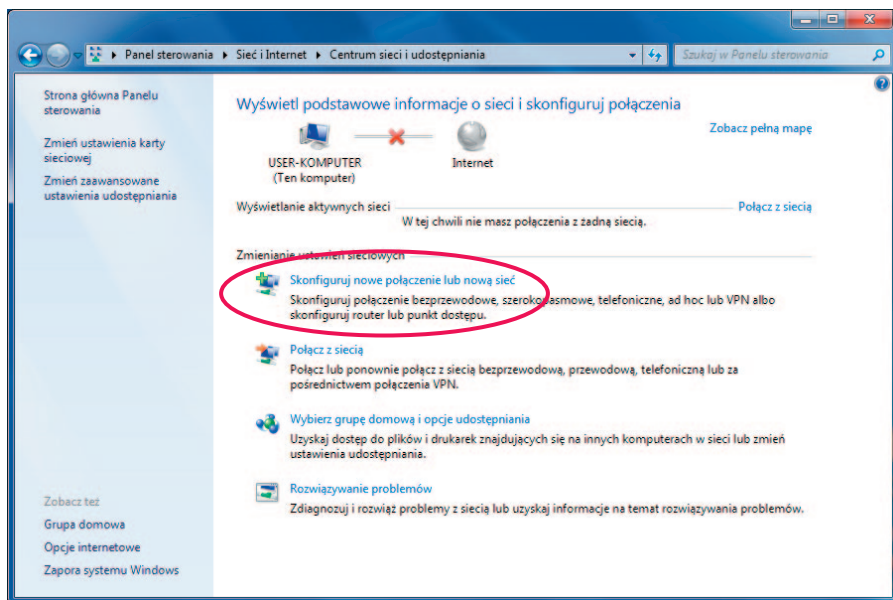 Panel sterowania ▸ Sieć i Internet ▸ Centrum sieci i udostępniania
Szukaj w Panelu sterowania
Strona główna Panelu
sterowania
Zmień ustawienia karty
sieciowej
Zmień zaawansowane
ustawienia udostępniania
Wyświetl podstawowe informacje o sieci i skonfiguruj połączenia
Zobacz pełną mapę
USER-KOMPUTER
(Ten komputer)
Internet
Wyświetlanie aktywnych sieci
Połącz z siecią
W tej chwili nie masz połączenia z żadną siecią.
Zmienianie ustawień sieciowych
Skonfiguruj nowe połączenie lub nową sieć
Skonfiguruj połączenie bezprzewodowe, szerokopasmowe, telefoniczne, ad hoc lub VPN albo
skonfiguruj router lub punkt dostępu.
Połącz z siecią
Połącz lub ponownie połącz z siecią bezprzewodową, przewodową, telefoniczną lub za
pośrednictwem połączenia VPN.
Wybierz grupę domową i opcje udostępniania
Uzyskaj dostęp do plików i drukarek znajdujących się na innych komputerach w sieci lub zmień
ustawienia udostępniania.
Rozwiązywanie problemów
Zdiagnozuj i rozwiąż problemy z siecią lub uzyskaj informacje na temat rozwiązywania problemów.
Zobacz też
Grupa domowa
Opcje internetowe
Zapora systemu Windows